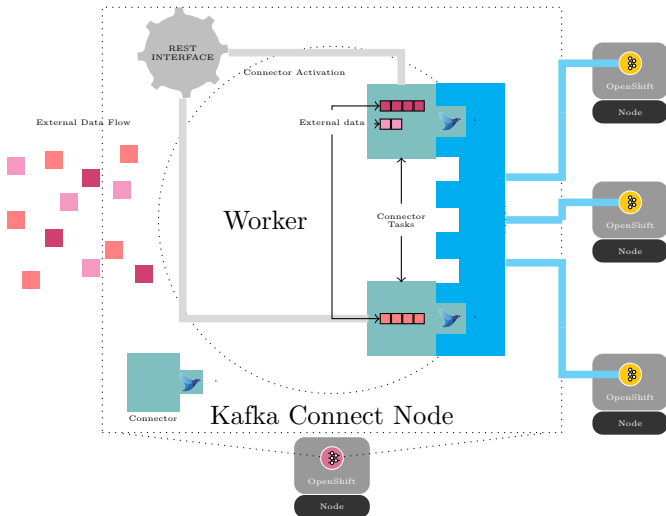 REST
INTERFACE
Connector Activation
OpenShift
Node
External Data Flow
External data
Worker
Connector
Tasks
OpenShift
Node
OpenShift
Node
Connector
Kafka Connect Node
OpenShift
Node